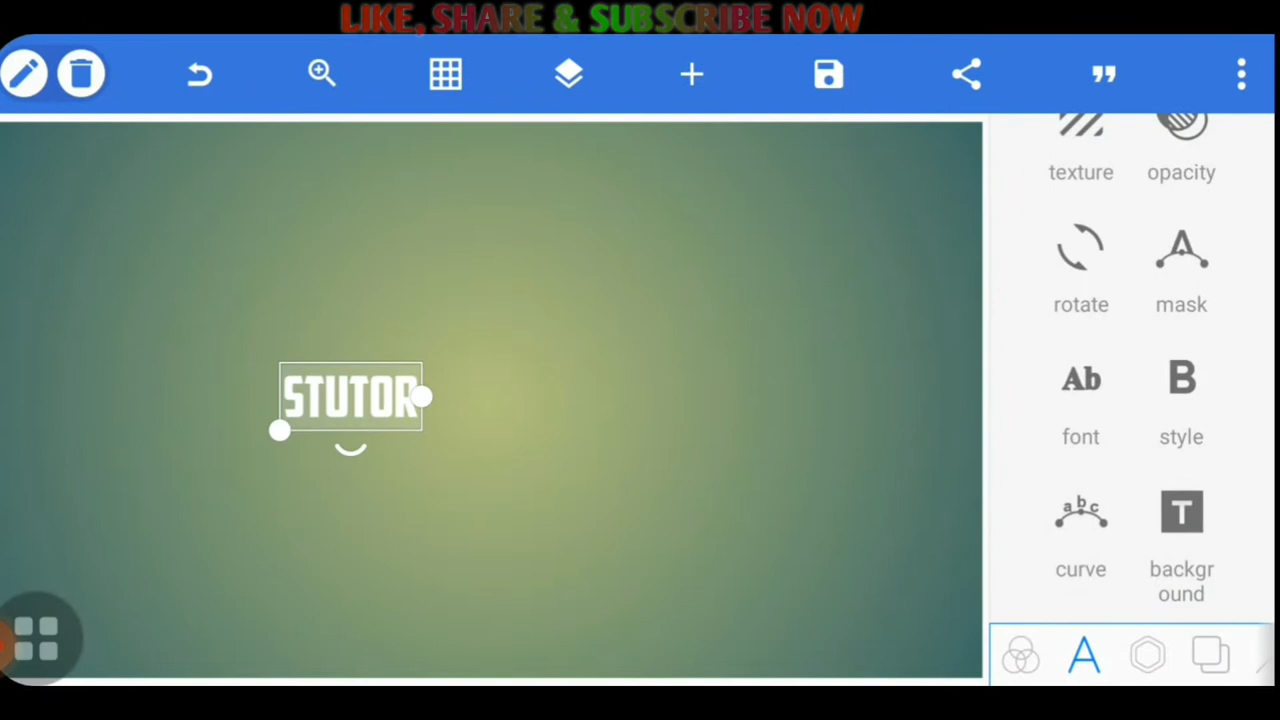 LIKE, SHARE & SUBSCRIBE NOW
texture opacity
STUTOR
rotate mask
Ab B
font style
abc T
curve backgr
ound
A